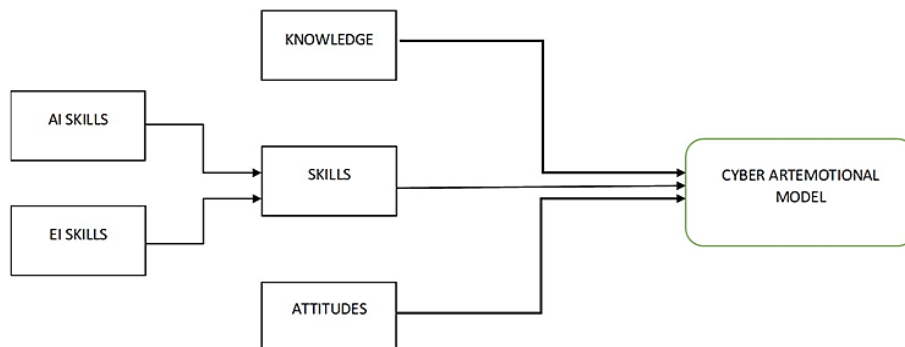 KNOWLEDGE
AI SKILLS
SKILLS
EI SKILLS
ATTITUDES
CYBER ARTEMOTIONAL
MODEL